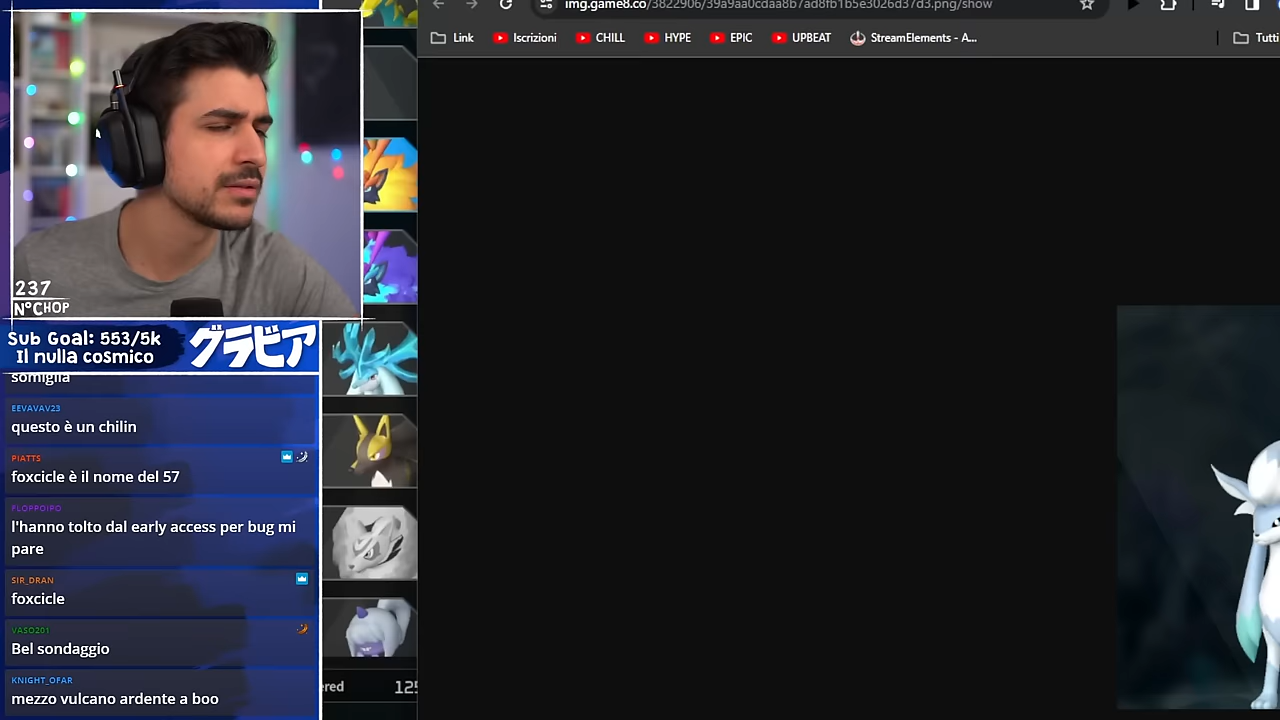 img.game8.co/3822906/39a9aa0cdaa8b7ad8fb1b5e3026d37d3.png/show
Link
Iscrizioni
CHILL
HYPE
EPIC
UPBEAT
StreamElements - A...
Tutti
237
N°CHOP
Sub Goal: 553/5k
Il nulla cosmico
グラビア
somiglia
EEVAVAV23
questo è un chilin
PIATTS
foxcicle è il nome del 57
FLOPPOIPO
l'hanno tolto dal early access per bug mi
pare
SIR_DRAN
foxcicle
VASO201
Bel sondaggio
KNIGHT_OFAR
mezzo vulcano ardente a boo
ered
125